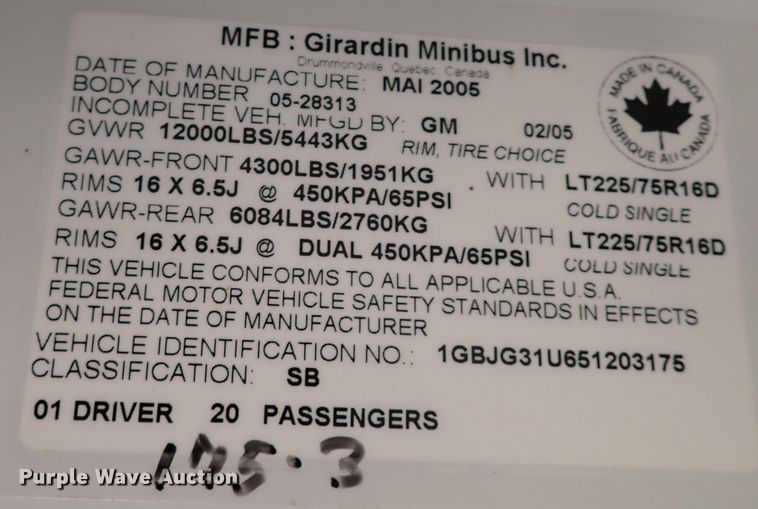 MFB : Girardin Minibus Inc.
Drummondville, Quebec, Canada
DATE OF MANUFACTURE: MAI 2005
BODY NUMBER 05-28313
INCOMPLETE VEH. MFGD BY: GM 02/05
GVWR 12000LBS/5443KG RIM, TIRE CHOICE
GAWR-FRONT 4300LBS/1951KG WITH LT225/75R16D
RIMS 16 X 6.5J @ 450KPA/65PSI COLD SINGLE
GAWR-REAR 6084LBS/2760KG WITH LT225/75R16D
RIMS 16 X 6.5J @ DUAL 450KPA/65PSI COLD SINGLE
THIS VEHICLE CONFORMS TO ALL APPLICABLE U.S.A.
FEDERAL MOTOR VEHICLE SAFETY STANDARDS IN EFFECTS
ON THE DATE OF MANUFACTURER
VEHICLE IDENTIFICATION NO.: 1GBJG31U651203175
CLASSIFICATION: SB
01 DRIVER 20 PASSENGERS
MADE IN CANADA
FABRIQUE AU CANADA
175-3
Purple Wave Auction